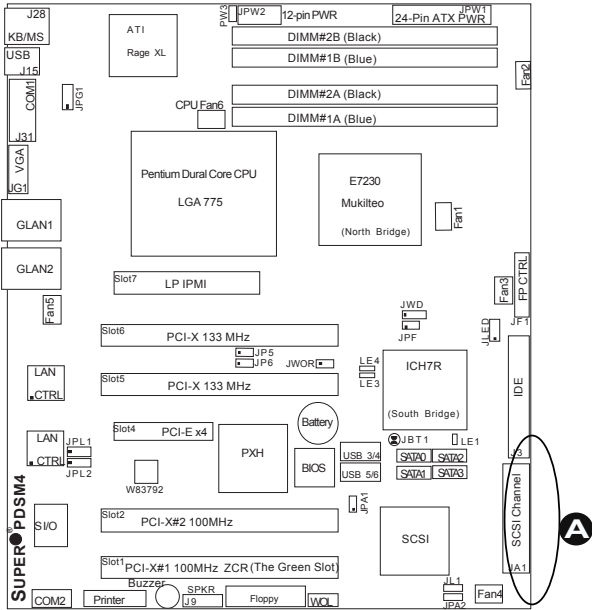 J28
KB/MS
USB
J15
COM1
J31
VGA
JG1
JPG1
GLAN1
GLAN2
Fan5
ATI
Rage XL
PW3
JPW2
12-pin PWR
JPW1
24-Pin ATX PWR
DIMM#2B (Black)
DIMM#1B (Blue)
DIMM#2A (Black)
DIMM#1A (Blue)
Fan2
CPU Fan6
Pentium Dural Core CPU
LGA 775
E7230
Mukilteo
(North Bridge)
Fan1
Slot7
LP IPMI
Fan3
FP CTRL
JF1
JLED
JWD
JPF
Slot6
PCI-X 133 MHz
JP5
JP6
JWOR
LE4
LE3
ICH7R
(South Bridge)
IDE
J3
LAN
CTRL
Slot5
PCI-X 133 MHz
Battery
Slot4
PCI-E x4
PXH
BIOS
JBT1
LE1
USB 3/4
USB 5/6
SATA0
SATA2
SATA1
SATA3
LAN
CTRL
JPL1
JPL2
W83792
JPA1
SCSI Channel
JA1
A
SUPER® PDSM4
SI/O
Slot2
PCI-X#2 100MHz
SCSI
Slot1
PCI-X#1 100MHz ZCR (The Green Slot)
Buzzer
COM2
Printer
SPKR
J9
Floppy
WOL
JL1
JPA2
Fan4